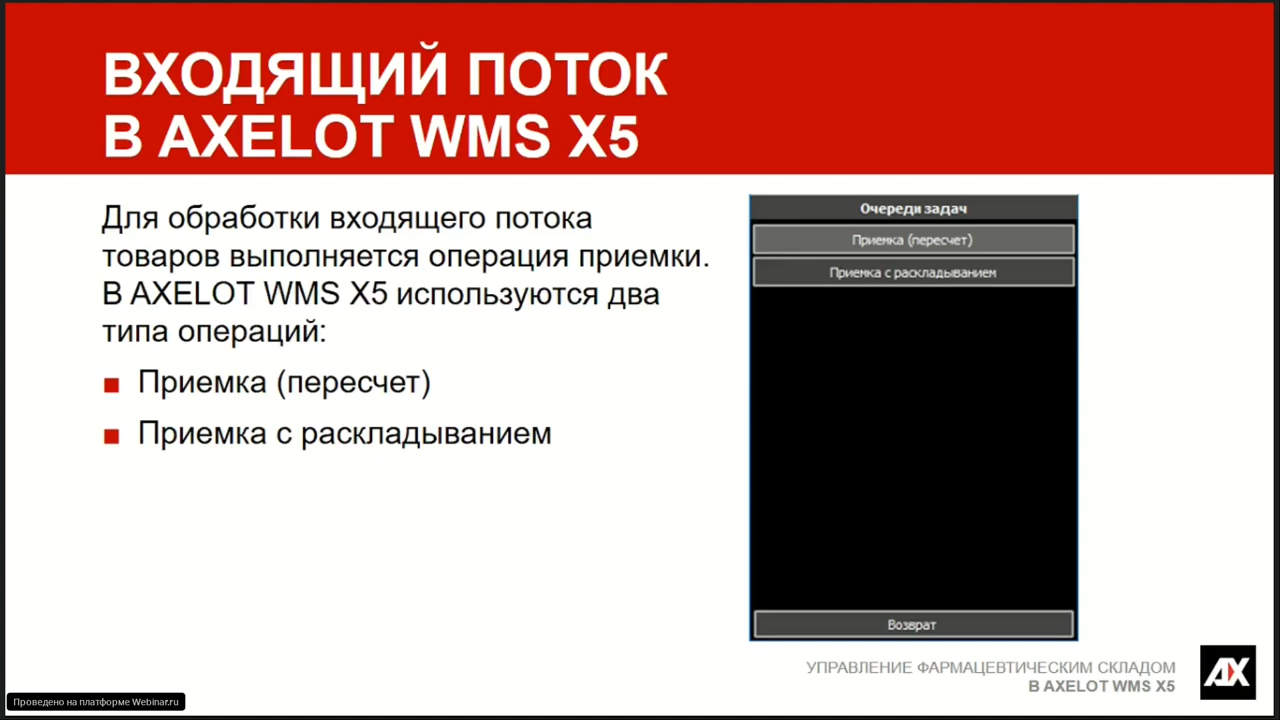 ВХОДЯЩИЙ ПОТОК
В AXELOT WMS X5
Для обработки входящего потока
товаров выполняется операция приемки.
В AXELOT WMS X5 используются два
типа операций:
Приемка (пересчет)
Приемка с раскладыванием
Очереди задач
Приемка (пересчет)
Приемка с раскладыванием
Возврат
УПРАВЛЕНИЕ ФАРМАЦЕВТИЧЕСКИМ СКЛАДОМ
В AXELOT WMS X5
AX
Проведено на платформе Webinar.ru